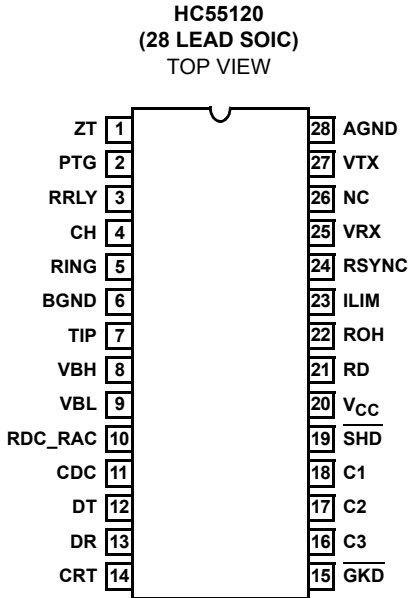 HC55120
(28 LEAD SOIC)
TOP VIEW
ZT 1 28 AGND
PTG 2 27 VTX
RRLY 3 26 NC
CH 4 25 VRX
RING 5 24 RSYNC
BGND 6 23 ILIM
TIP 7 22 ROH
VBH 8 21 RD
VBL 9 20 VCC
RDC_RAC 10 19 SHD
CDC 11 18 C1
DT 12 17 C2
DR 13 16 C3
CRT 14 15 GKD